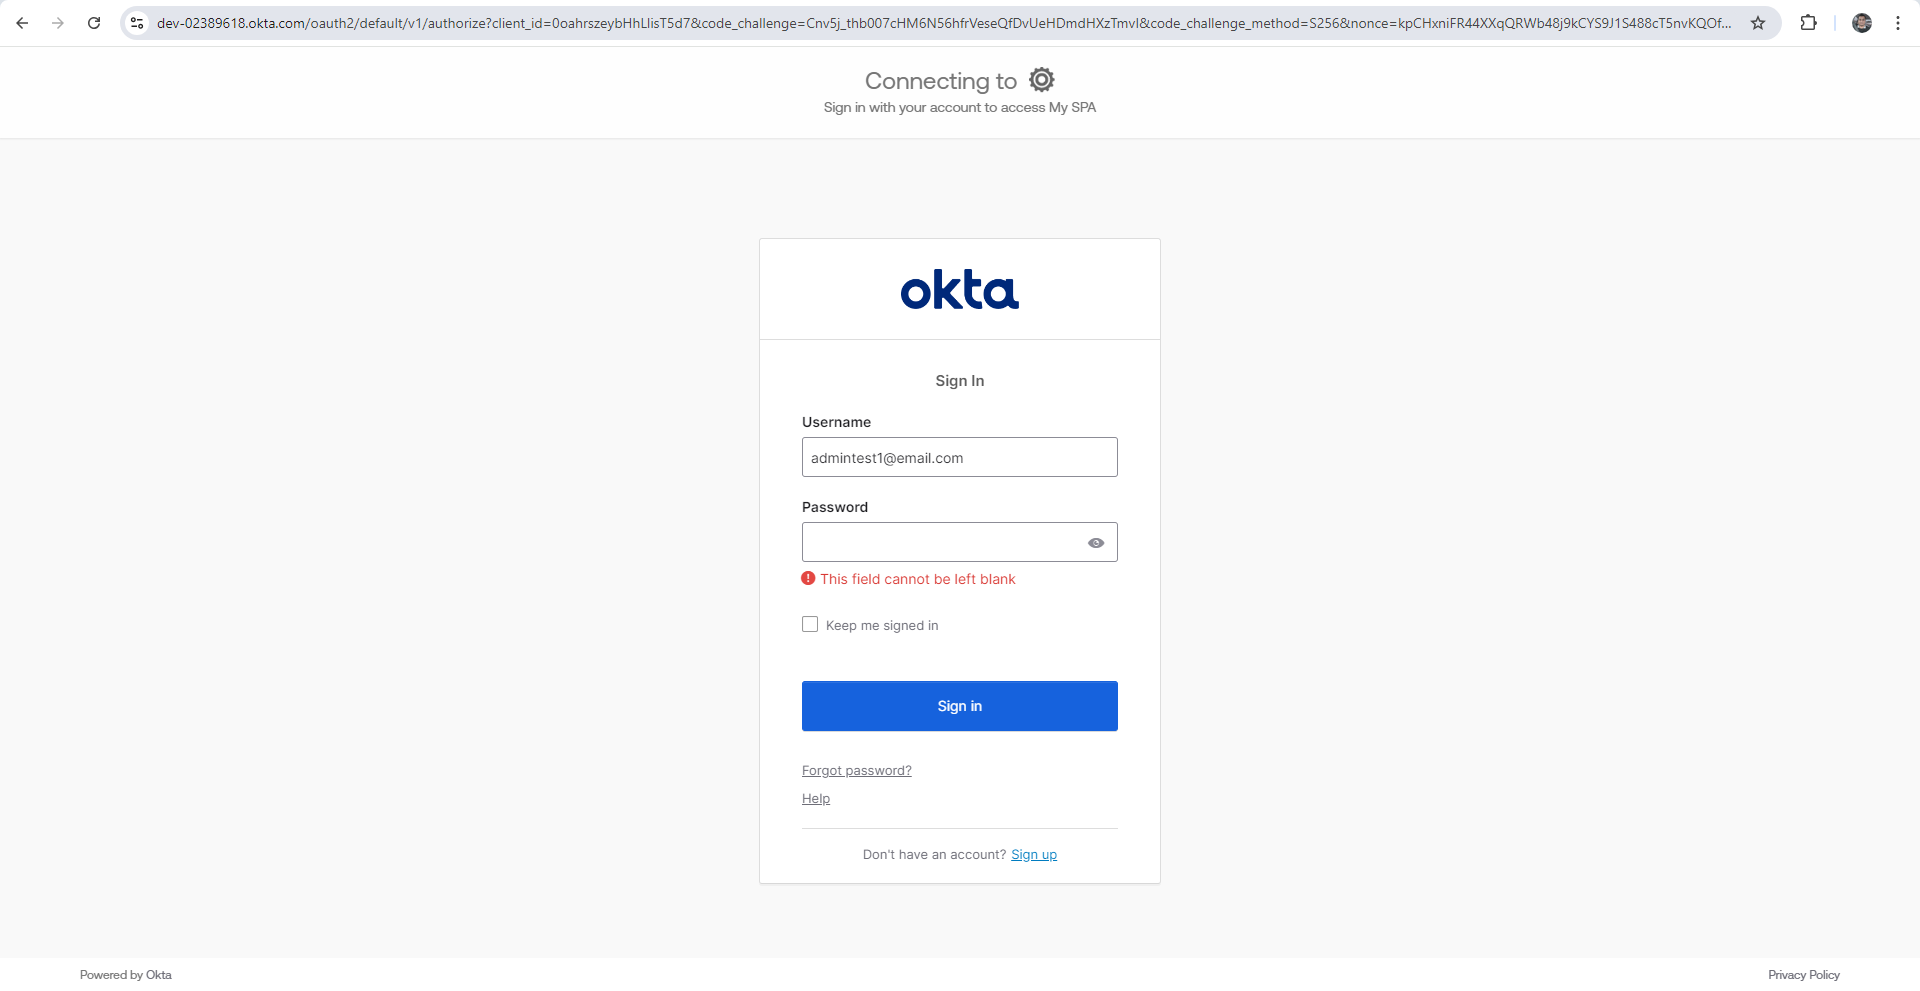 dev-02389618.okta.com/oauth2/default/v1/authorize?client_id=0oahrszeybHhLlisT5d7&code_challenge=Cnv5j_thb007cHM6N56hfrVeseQfDvUeHDmdHXzTmvI&code_challenge_method=S256&nonce=kpCHxniFR44XXqQRWb48j9kCYS9J1S488cT5nvKQOf...
Connecting to
Sign in with your account to access My SPA
okta
Sign In
Username
admintest1@email.com
Password
This field cannot be left blank
Keep me signed in
Sign in
Forgot password?
Help
Don't have an account? Sign up
Powered by Okta
Privacy Policy